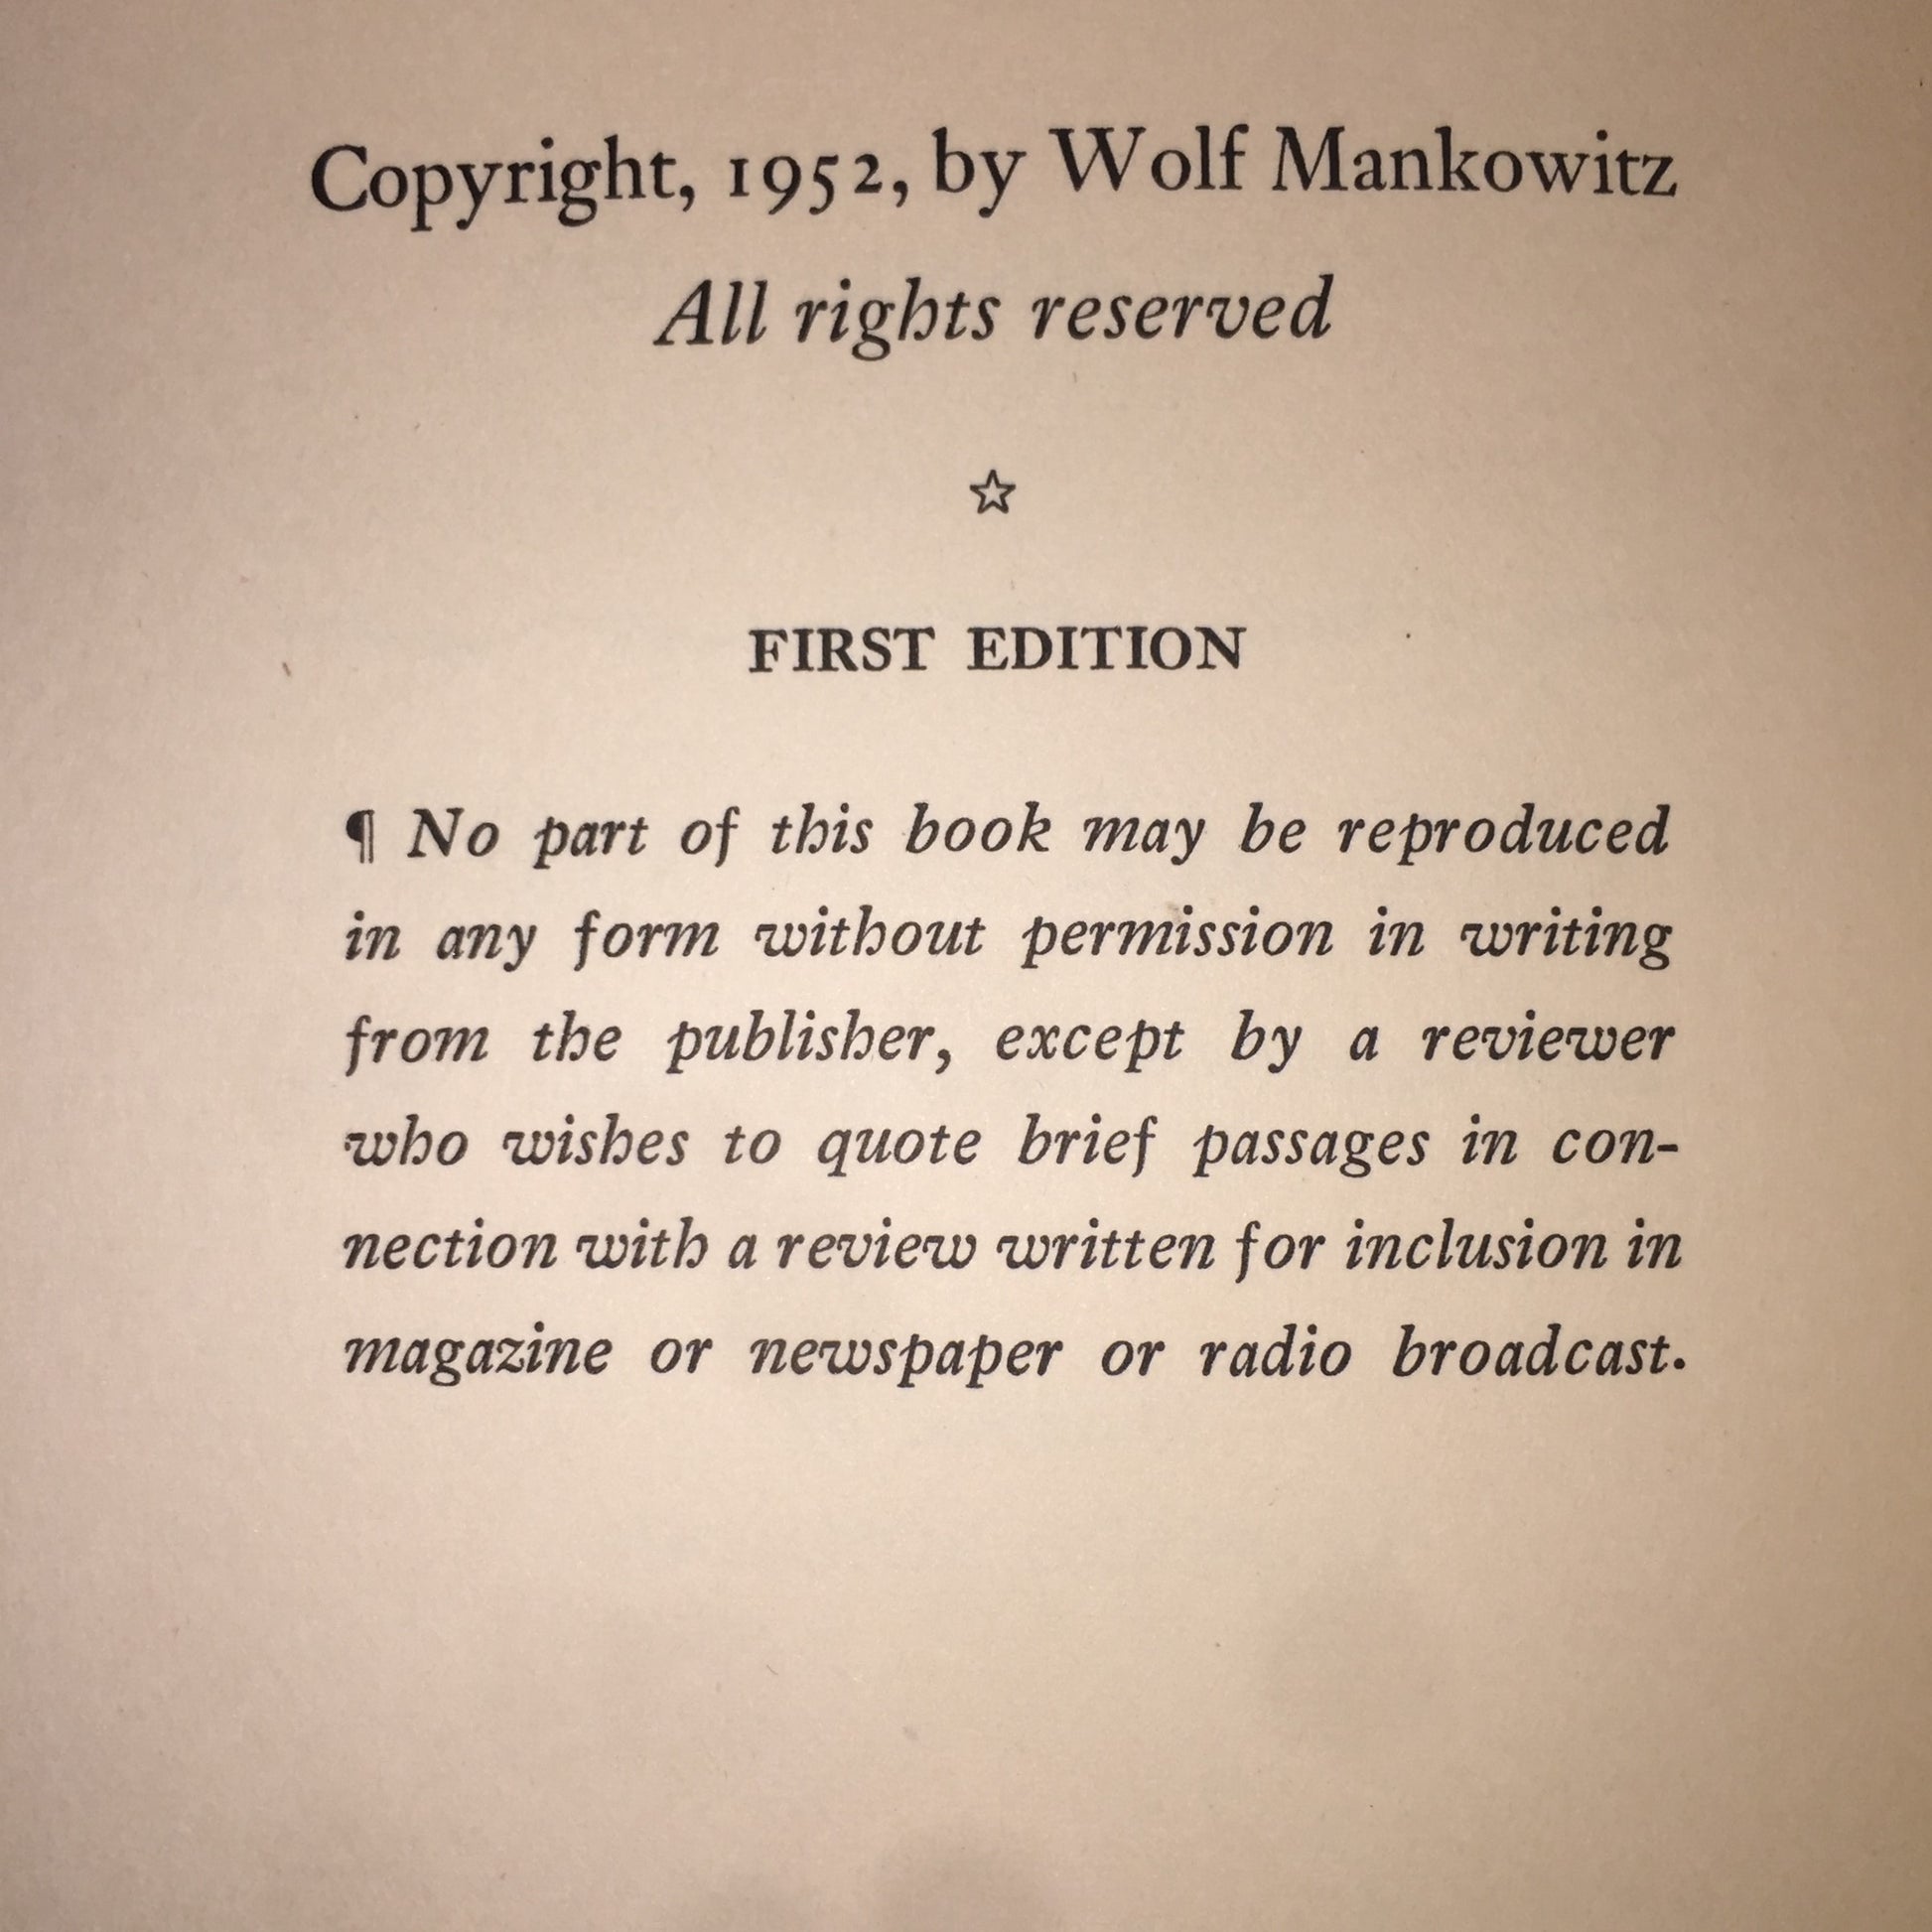 Copyright, 1952, by Wolf Mankowitz
All rights reserved
☆
FIRST EDITION
¶ No part of this book may be reproduced
in any form without permission in writing
from the publisher, except by a reviewer
who wishes to quote brief passages in con-
nection with a review written for inclusion in
magazine or newspaper or radio broadcast.